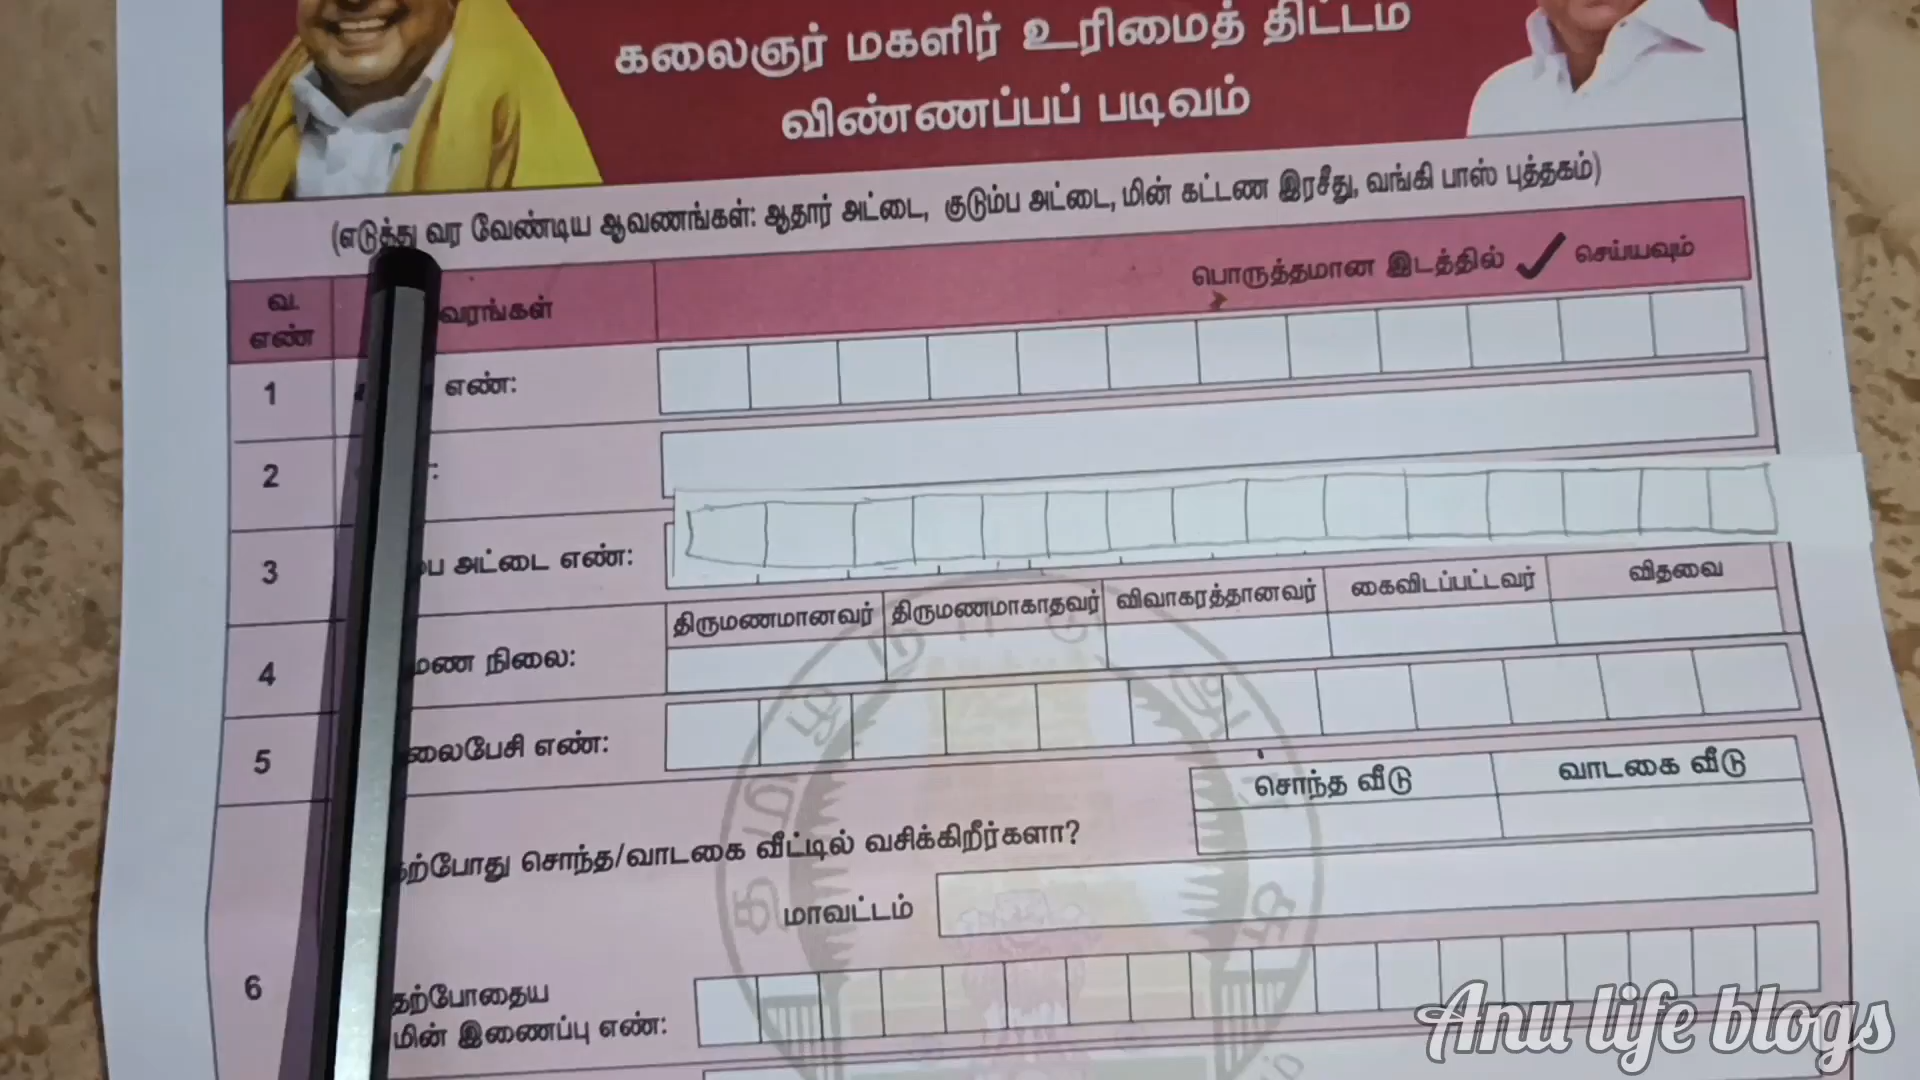 கலைஞர் மகளிர் உரிமைத் திட்டம்
விண்ணப்பப் படிவம்
(எடுத்து வர வேண்டிய ஆவணங்கள்: ஆதார் அட்டை, குடும்ப அட்டை, மின் கட்டண இரசீது, வங்கி பாஸ் புத்தகம்)
வ. எண்
வரங்கள்
பொருத்தமான இடத்தில் ✓ செய்யவும்
1 எண்:
2
3 அட்டை எண்:
4 மண நிலை:
திருமணமானவர் திருமணமாகாதவர் விவாகரத்தானவர் கைவிடப்பட்டவர் விதவை
5 லைபேசி எண்:
6
தற்போது சொந்த/வாடகை வீட்டில் வசிக்கிறீர்களா?
சொந்த வீடு வாடகை வீடு
மாவட்டம்
தற்போதைய
மின் இணைப்பு எண்:
Anu life blogs